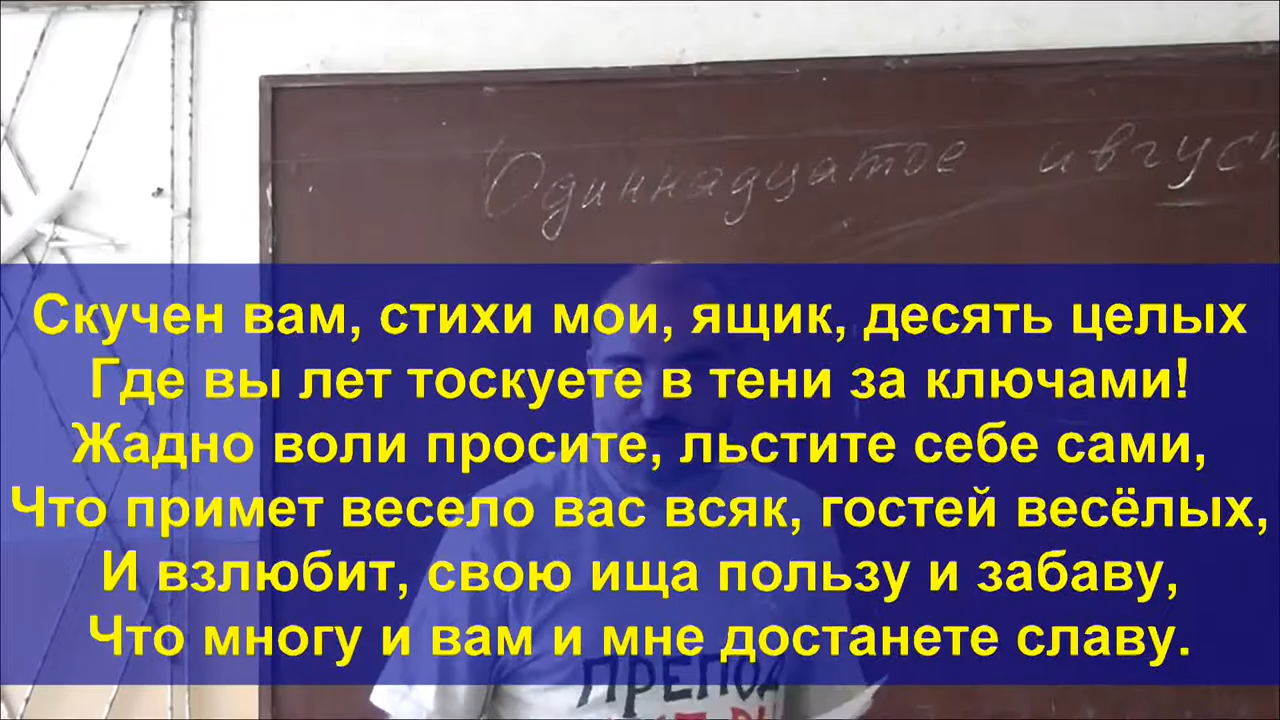 Одиннадцатое авгус
Скучен вам, стихи мои, ящик, десять целых
Где вы лет тоскуете в тени за ключами!
Жадно воли просите, льстите себе сами,
Что примет весело вас всяк, гостей весёлых,
И взлюбит, свою ища пользу и забаву,
Что многу и вам и мне достанете славу.
ПРЕПОД